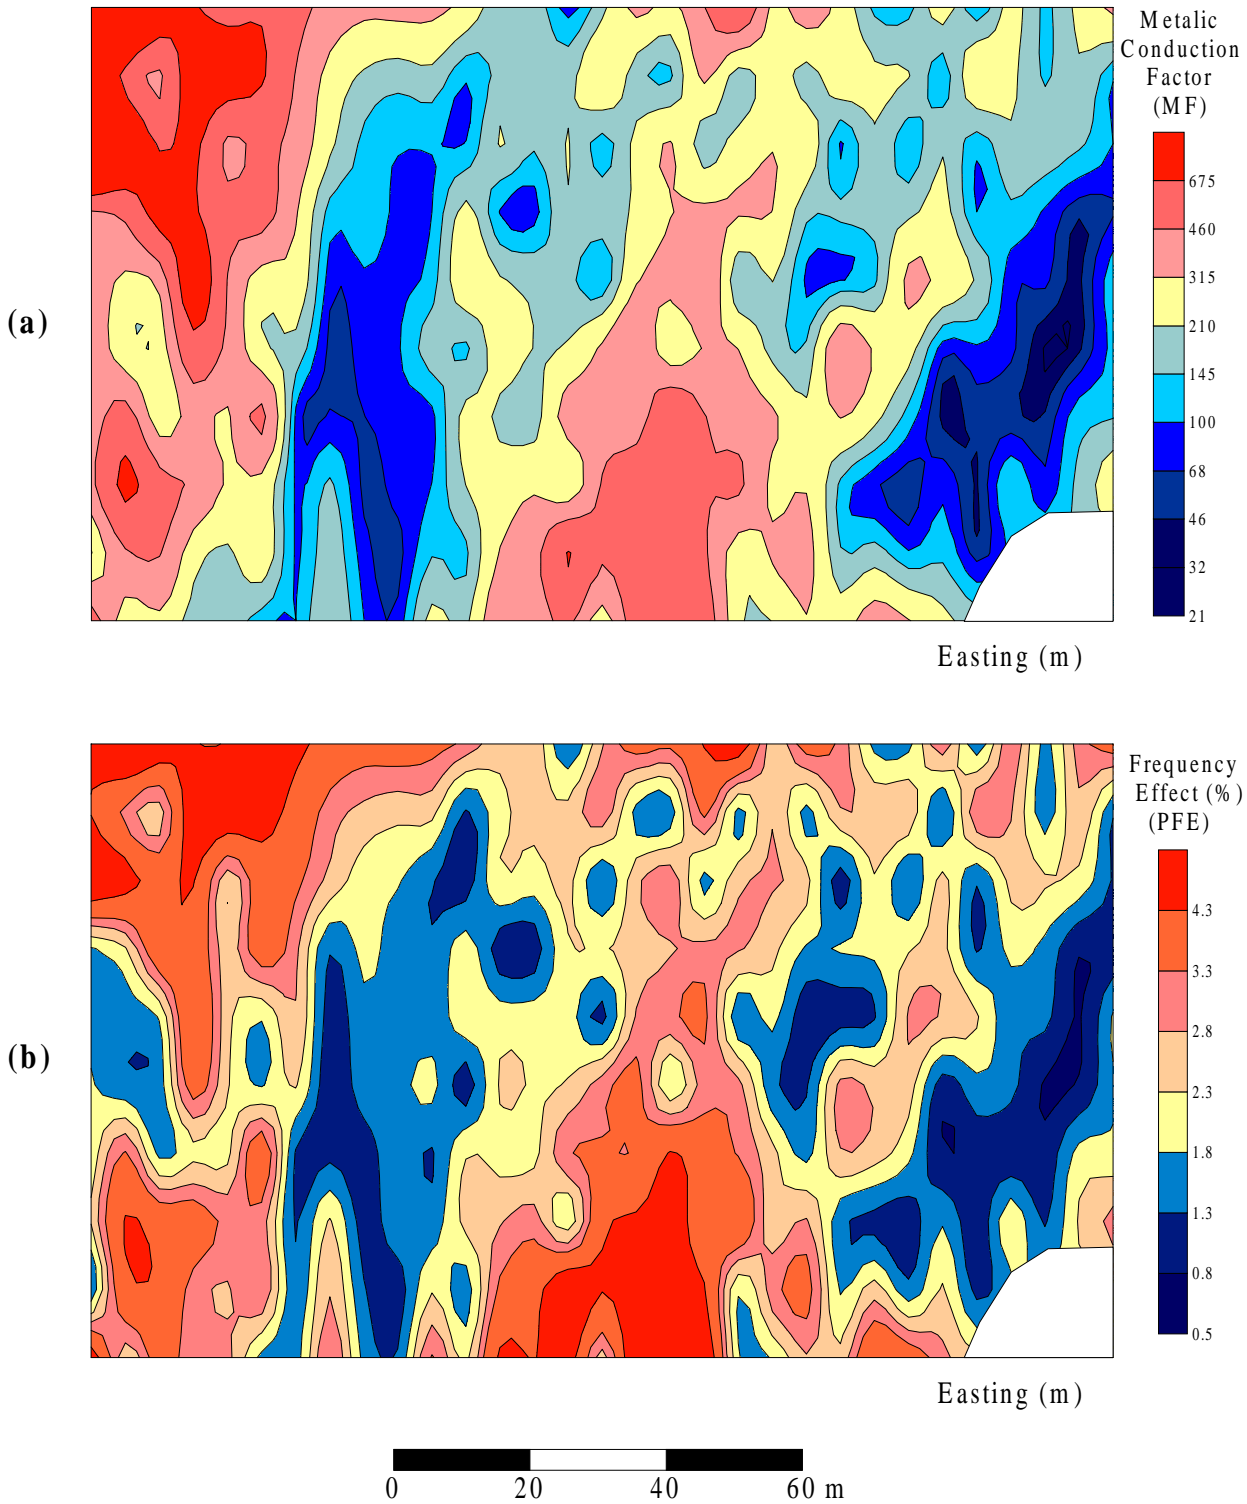 Metalic
Conduction
Factor
(MF)
675
460
315
(a)
210
145
100
68
46
32
21
Easting (m)
Frequency
Effect (%)
(PFE)
4.3
3.3
2.8
(b)
2.3
1.8
1.3
0.8
0.5
Easting (m)
0 20 40 60 m